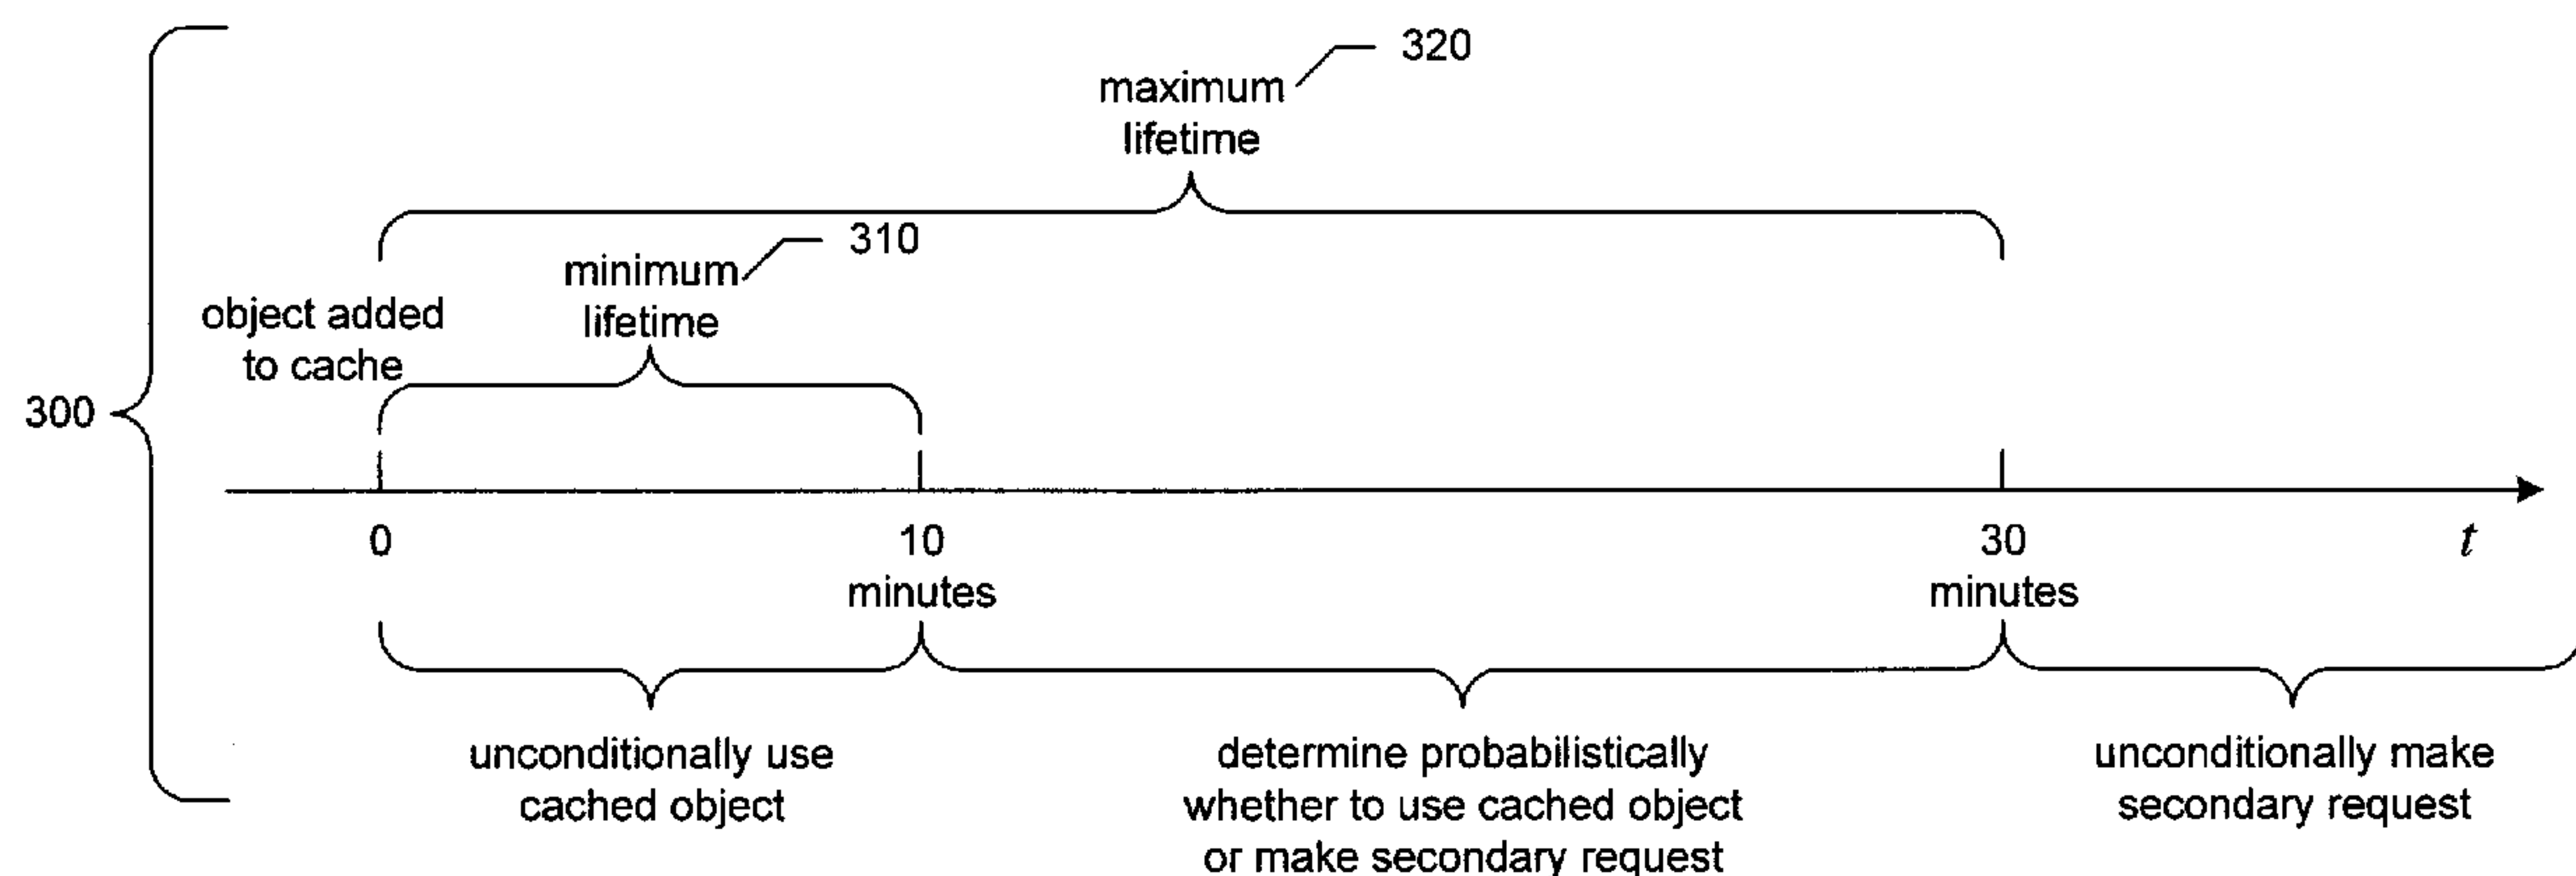 320
maximum
lifetime
310
minimum
lifetime
object added
to cache
300
0
10
minutes
30
minutes
t
unconditionally use
cached object
determine probabilistically
whether to use cached object
or make secondary request
unconditionally make
secondary request